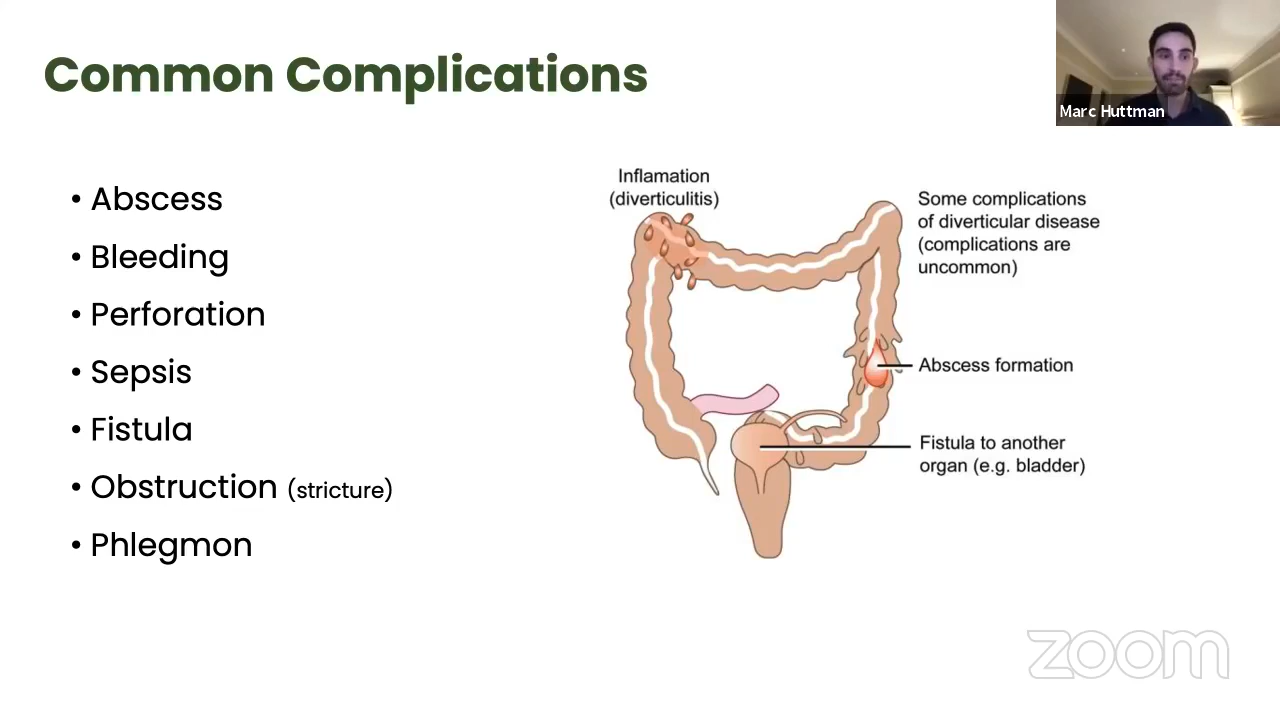 Common Complications
Marc Huttman
• Abscess
• Bleeding
• Perforation
• Sepsis
• Fistula
• Obstruction (stricture)
• Phlegmon
Inflamation
(diverticulitis)
Some complications
of diverticular disease
(complications are
uncommon)
Abscess formation
Fistula to another
organ (e.g. bladder)
zoom